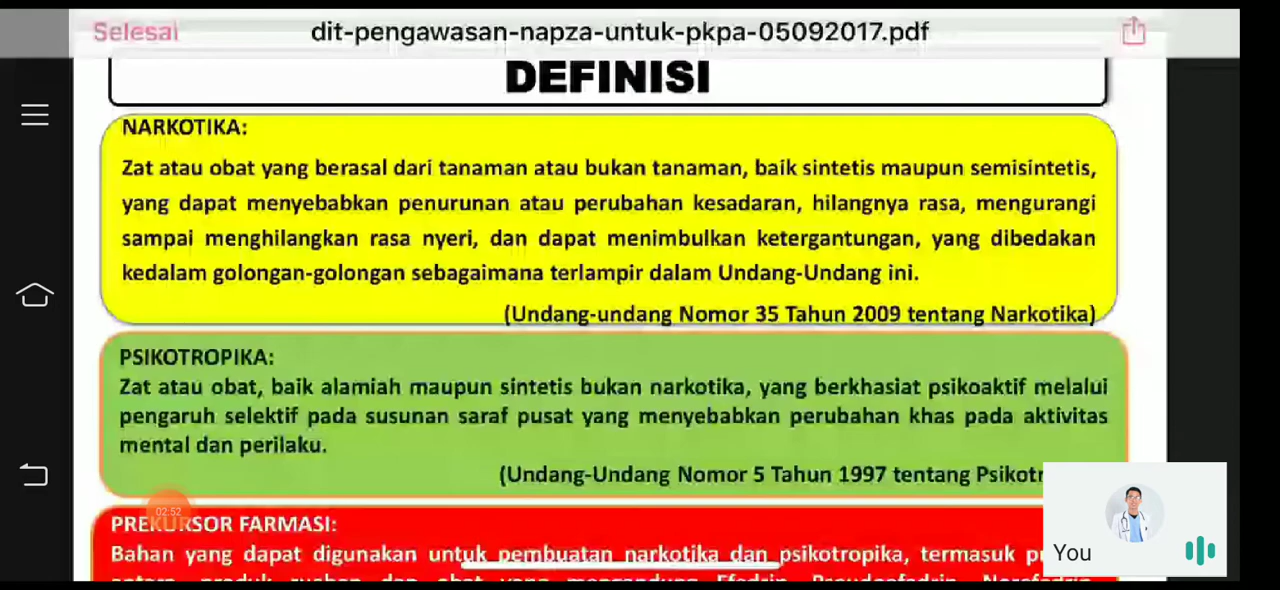 Selesai
dit-pengawasan-napza-untuk-pkpa-05092017.pdf
DEFINISI
NARKOTIKA:
Zat atau obat yang berasal dari tanaman atau bukan tanaman, baik sintetis maupun semisintetis,
yang dapat menyebabkan penurunan atau perubahan kesadaran, hilangnya rasa, mengurangi
sampai menghilangkan rasa nyeri, dan dapat menimbulkan ketergantungan, yang dibedakan
kedalam golongan-golongan sebagaimana terlampir dalam Undang-Undang ini.
(Undang-undang Nomor 35 Tahun 2009 tentang Narkotika)
PSIKOTROPIKA:
Zat atau obat, baik alamiah maupun sintetis bukan narkotika, yang berkhasiat psikoaktif melalui
pengaruh selektif pada susunan saraf pusat yang menyebabkan perubahan khas pada aktivitas
mental dan perilaku.
(Undang-Undang Nomor 5 Tahun 1997 tentang
02:52
PREKURSOR FARMASI:
Bahan yang dapat digunakan untuk pembuatan narkotika dan psikotropika, termasuk
You